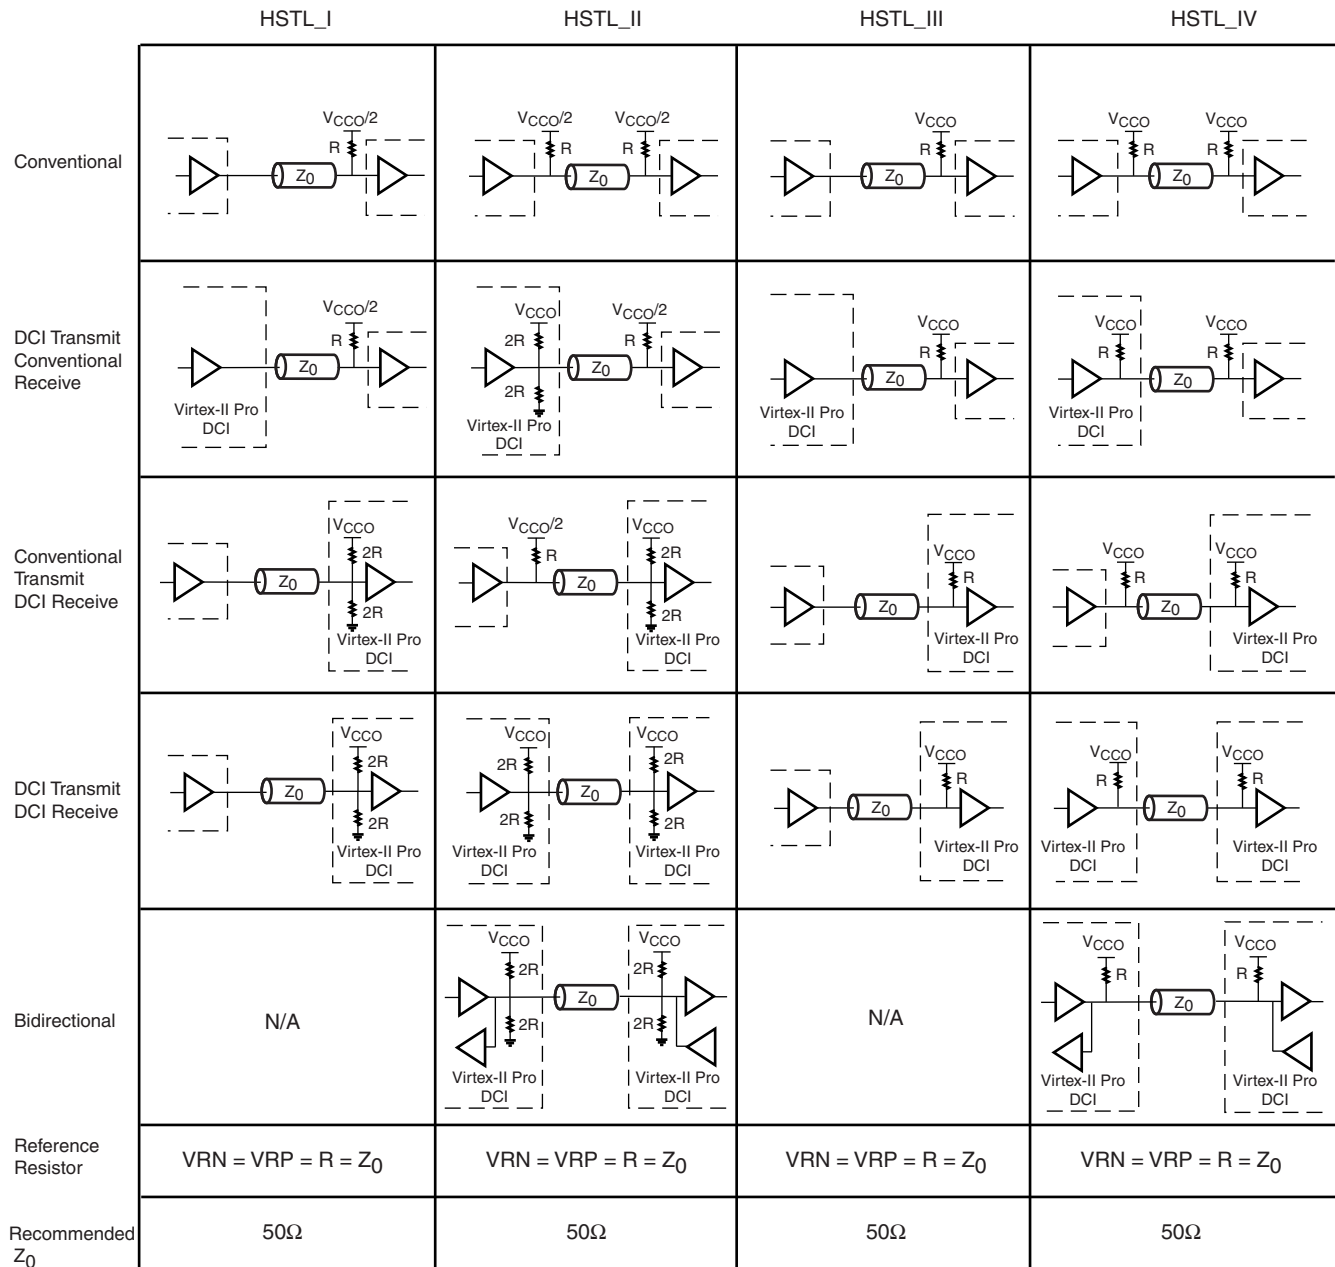 HSTL_I HSTL_II HSTL_III HSTL_IV
Conventional
VCCO/2
R
Z0
VCCO/2
R
Z0
VCCO/2
R
VCCO
R
Z0
VCCO
R
Z0
VCCO
R
DCI Transmit
Conventional
Receive
VCCO/2
R
Z0
Virtex-II Pro
DCI
VCCO
2R
2R
Virtex-II Pro
DCI
Z0
VCCO/2
R
VCCO
R
Z0
Virtex-II Pro
DCI
VCCO
R
Virtex-II Pro
DCI
Z0
VCCO
R
Conventional
Transmit
DCI Receive
Z0
VCCO
2R
2R
Virtex-II Pro
DCI
VCCO/2
R
Z0
VCCO
2R
2R
Virtex-II Pro
DCI
Z0
VCCO
R
Virtex-II Pro
DCI
VCCO
R
Z0
VCCO
R
Virtex-II Pro
DCI
DCI Transmit
DCI Receive
Z0
VCCO
2R
2R
Virtex-II Pro
DCI
VCCO
2R
2R
Virtex-II Pro
DCI
Z0
VCCO
2R
2R
Virtex-II Pro
DCI
Z0
VCCO
R
Virtex-II Pro
DCI
VCCO
R
Virtex-II Pro
DCI
Z0
VCCO
R
Virtex-II Pro
DCI
Bidirectional
N/A
VCCO
2R
2R
Virtex-II Pro
DCI
Z0
VCCO
2R
2R
Virtex-II Pro
DCI
N/A
VCCO
R
Virtex-II Pro
DCI
Z0
VCCO
R
Virtex-II Pro
DCI
Reference
Resistor
VRN = VRP = R = Z0
VRN = VRP = R = Z0
VRN = VRP = R = Z0
VRN = VRP = R = Z0
Recommended
Z0
50Ω
50Ω
50Ω
50Ω